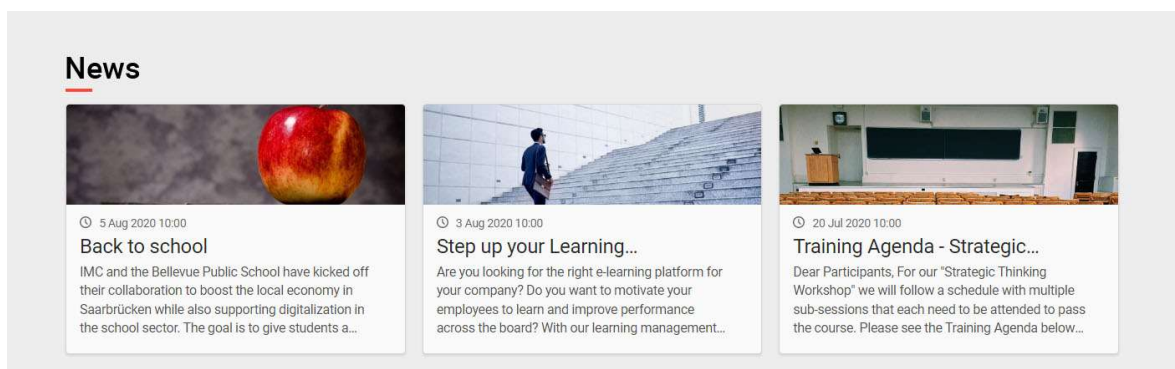 News
5 Aug 2020 10:00
Back to school
IMC and the Bellevue Public School have kicked off
their collaboration to boost the local economy in
Saarbrücken while also supporting digitalization in
the school sector. The goal is to give students a...
3 Aug 2020 10:00
Step up your Learning...
Are you looking for the right e-learning platform for
your company? Do you want to motivate your
employees to learn and improve performance
across the board? With our learning management...
20 Jul 2020 10:00
Training Agenda - Strategic...
Dear Participants, For our "Strategic Thinking
Workshop" we will follow a schedule with multiple
sub-sessions that each need to be attended to pass
the course. Please see the Training Agenda below...